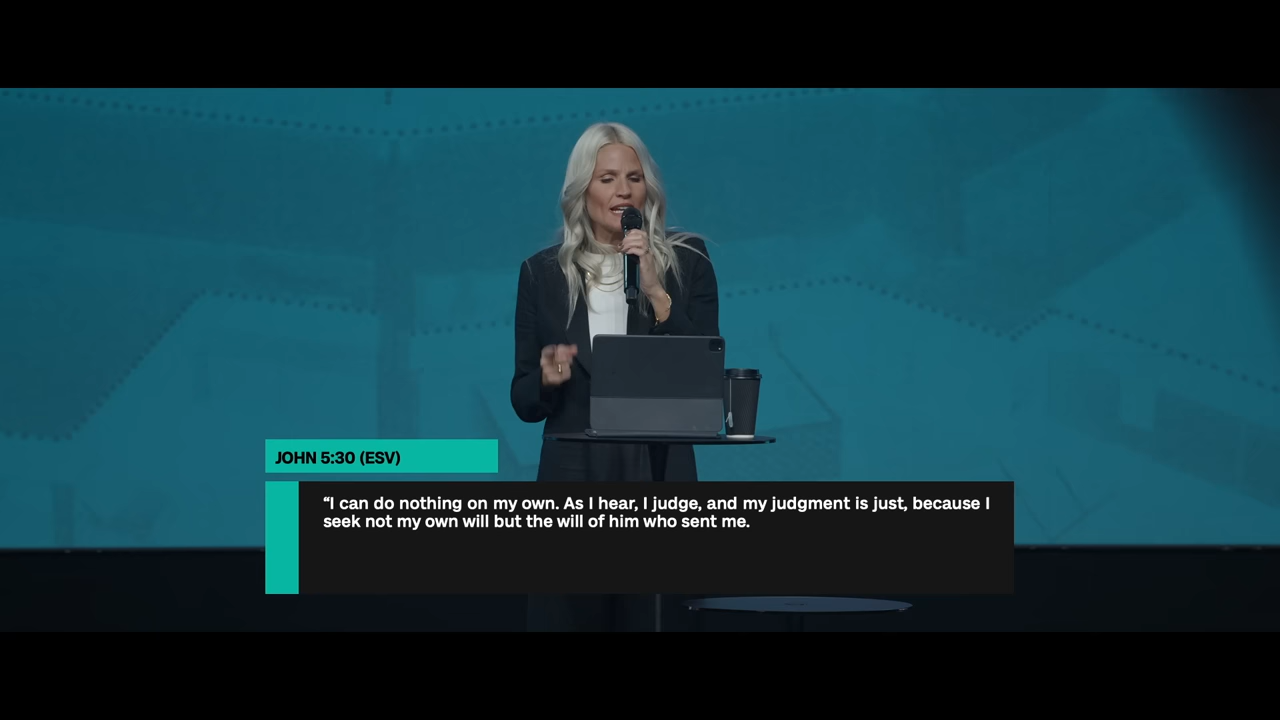 JOHN 5:30 (ESV)
“I can do nothing on my own. As I hear, I judge, and my judgment is just, because I
seek not my own will but the will of him who sent me.